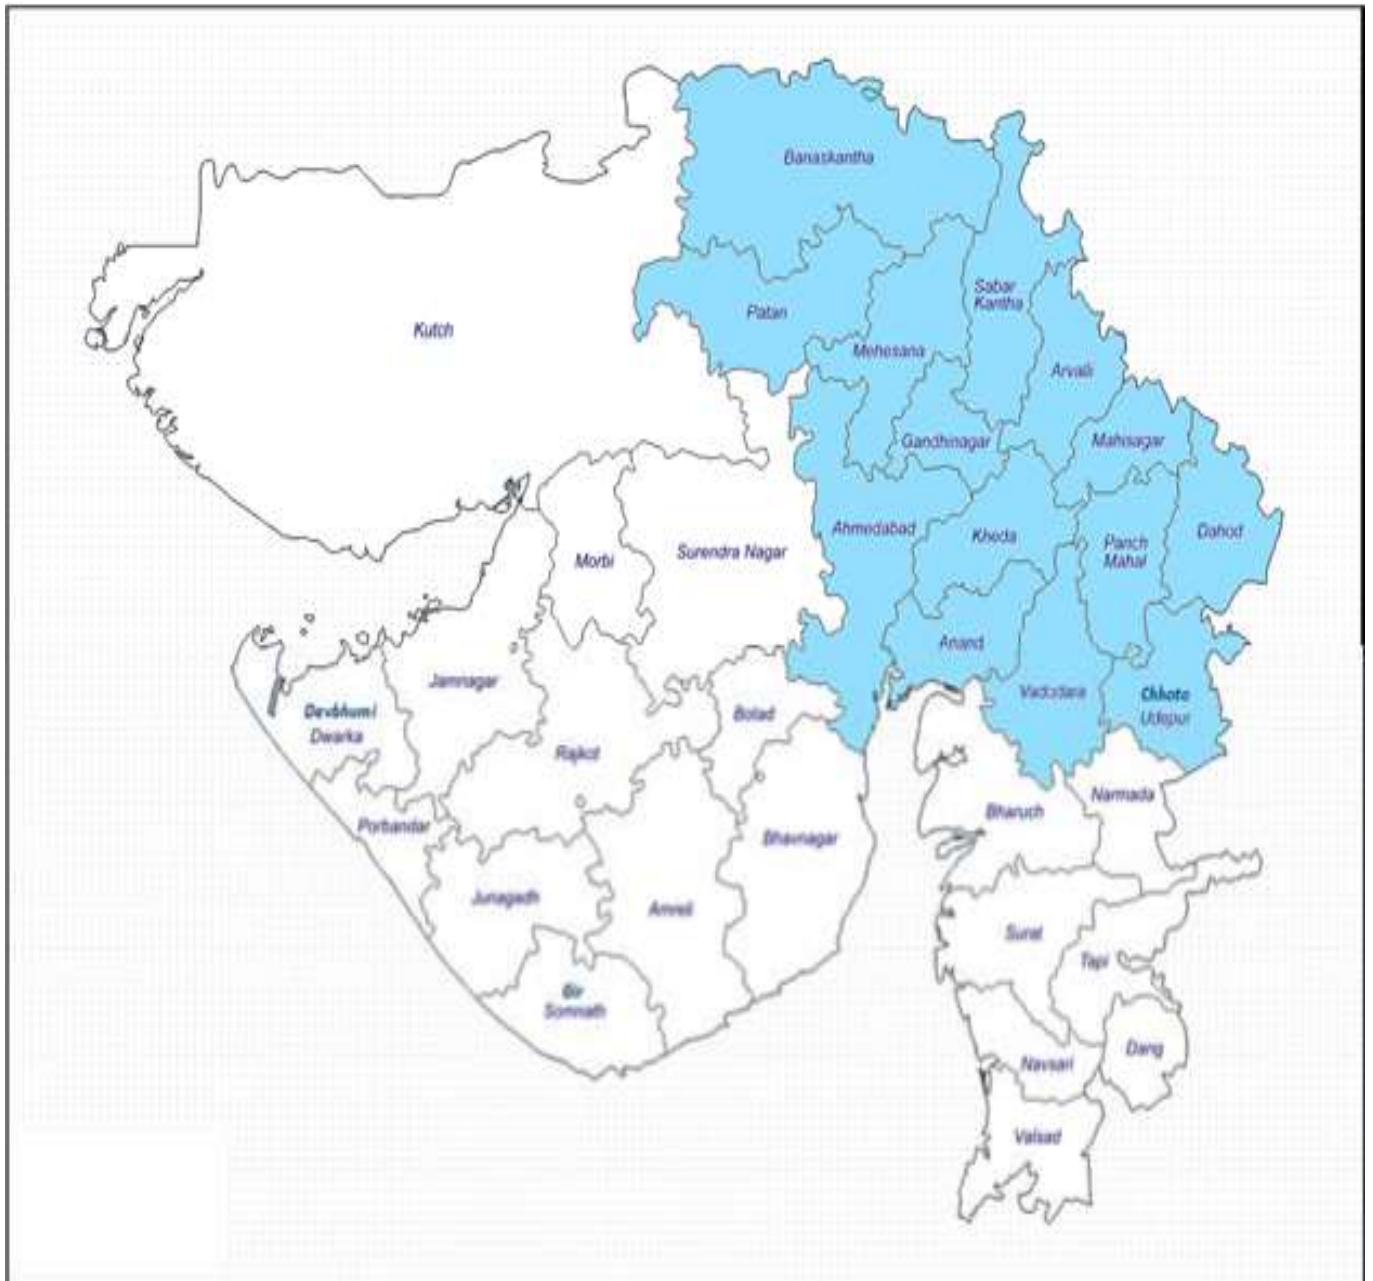 Banaskantha
Sabar
Kantha
Patan
Kutch
Mehesana
Arvalli
Gandhinagar
Mahisagar
Ahmedabad
Kheda
Panch
Mahal
Dahod
Surendra Nagar
Morbi
Anand
Jamnagar
Vadodara
Chhota
Udepur
Devbhumi
Dwarka
Botad
Rajkot
Narmada
Bharuch
Porbandar
Bhavnagar
Junagadh
Amreli
Surat
Tapi
Gir
Somnath
Dang
Navsari
Valsad